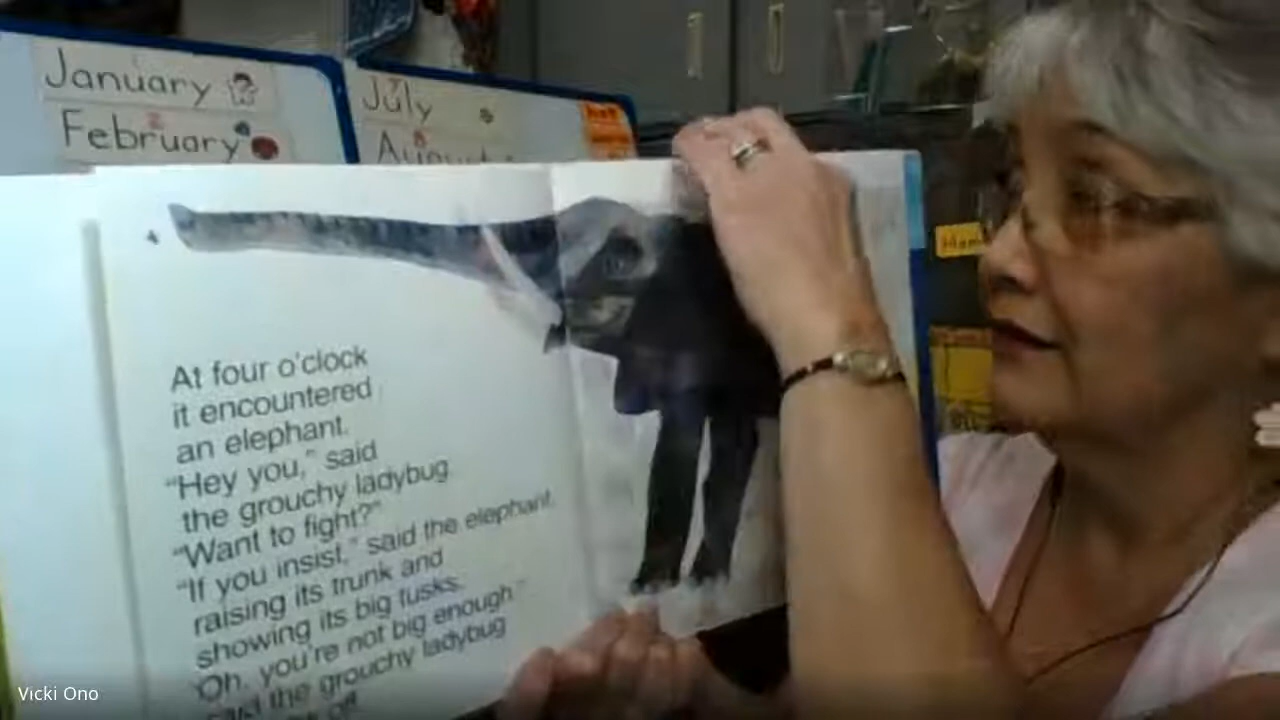 January
July
February
August
At four o'clock
it encountered
an elephant.
"Hey you," said
the grouchy ladybug.
"Want to fight?"
"If you insist," said the elephant,
raising its trunk and
showing its big tusks.
"Oh, you're not big enough,"
said the grouchy ladybug
off.
Vicki Ono